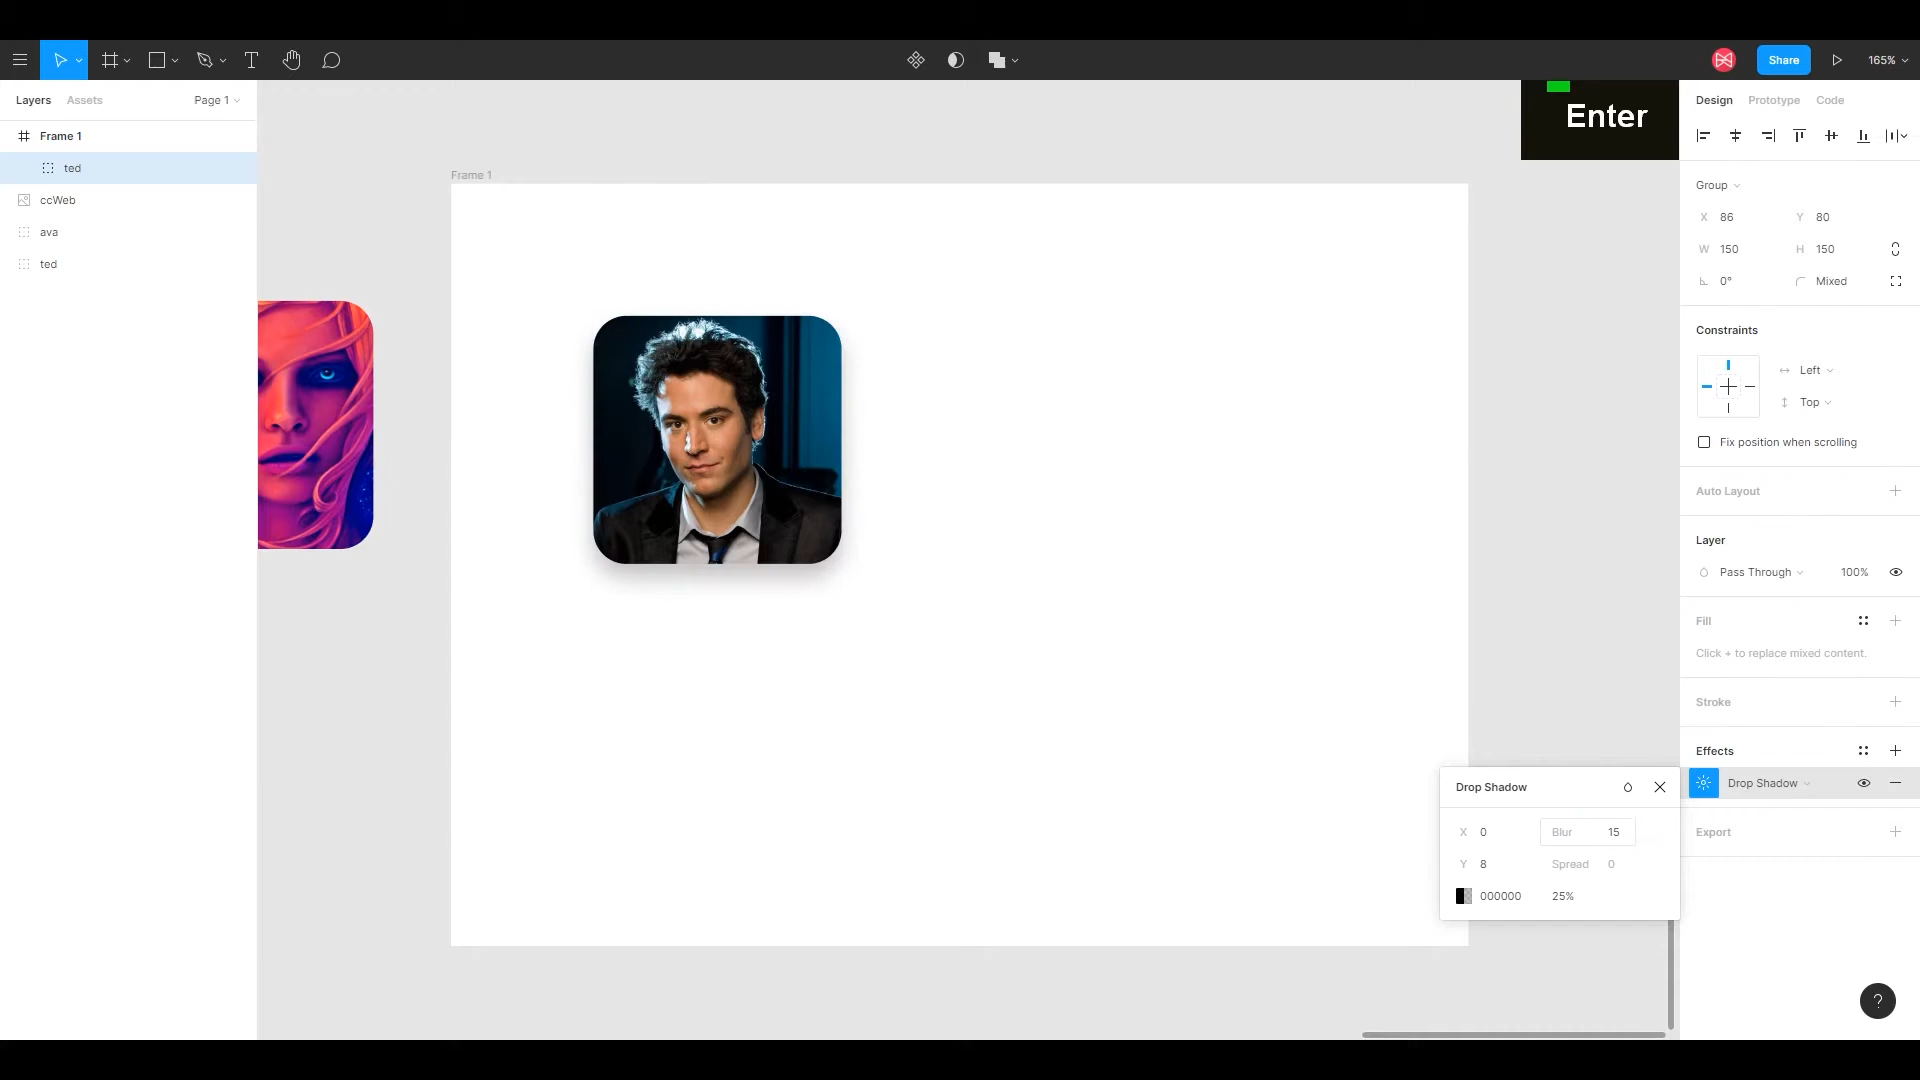 Share
165%
Layers
Assets
Page 1
Frame 1
ted
ccWeb
ava
ted
Frame 1
Enter
Design
Prototype
Code
Group
X 86
Y 80
W 150
H 150
0°
Mixed
Constraints
Left
Top
Fix position when scrolling
Auto Layout
Layer
Pass Through
100%
Fill
Click + to replace mixed content.
Stroke
Effects
Drop Shadow
Export
Drop Shadow
X 0
Blur 15
Y 8
Spread 0
000000
25%
?